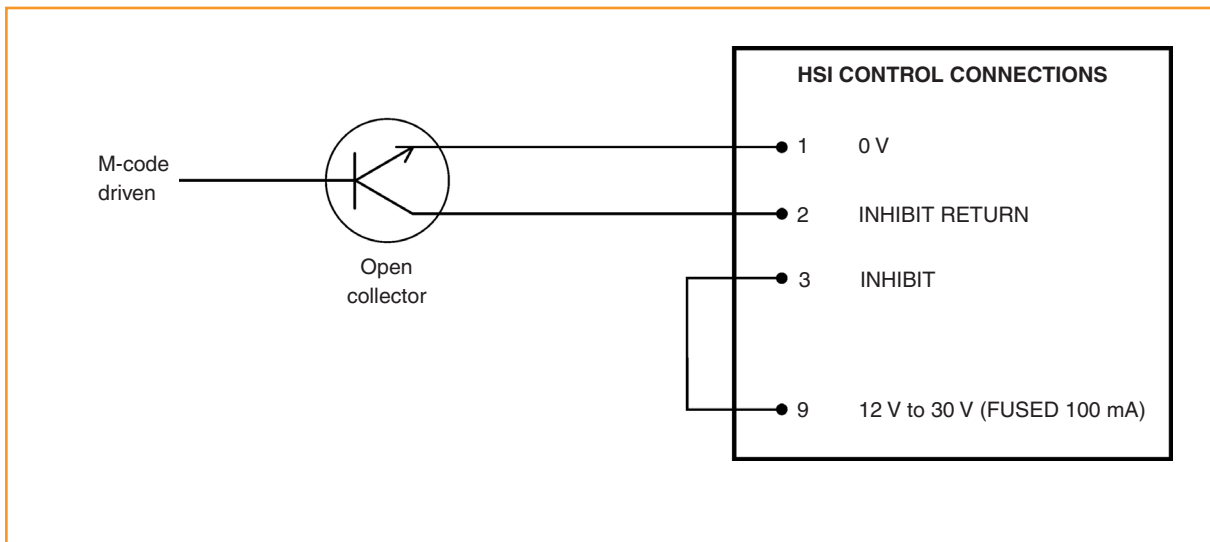 HSI CONTROL CONNECTIONS
1 0 V
M-code
driven
2 INHIBIT RETURN
Open
collector
3 INHIBIT
9 12 V to 30 V (FUSED 100 mA)